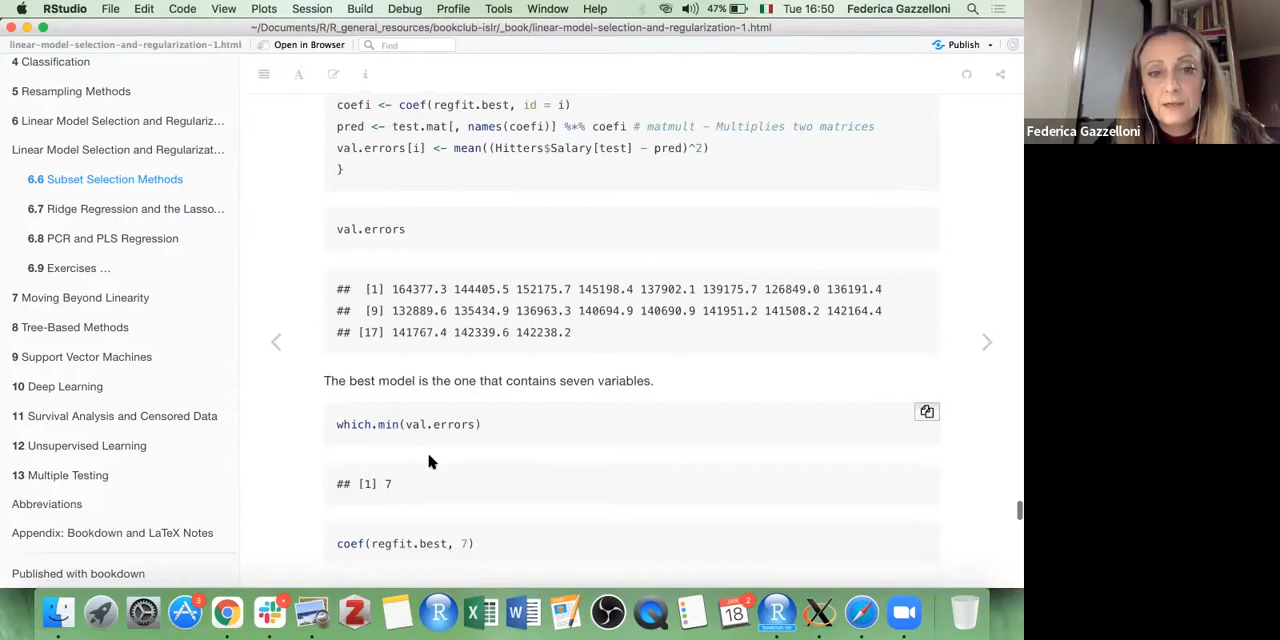 RStudio File Edit Code View Plots Session Build Debug Profile Tools Window Help 47% Tue 16:50 Federica Gazzelloni
~/Documents/R/R_general_resources/bookclub-islr/_book/linear-model-selection-and-regularization-1.html
linear-model-selection-and-regularization-1.html Open in Browser Find Publish
4 Classification
5 Resampling Methods
6 Linear Model Selection and Regulariz...
Linear Model Selection and Regularizat...
6.6 Subset Selection Methods
6.7 Ridge Regression and the Lasso...
6.8 PCR and PLS Regression
6.9 Exercises ...
7 Moving Beyond Linearity
8 Tree-Based Methods
9 Support Vector Machines
10 Deep Learning
11 Survival Analysis and Censored Data
12 Unsupervised Learning
13 Multiple Testing
Abbreviations
Appendix: Bookdown and LaTeX Notes
Published with bookdown
coefi <- coef(regfit.best, id = i)
pred <- test.mat[, names(coefi)] %*% coefi # matmult - Multiplies two matrices
val.errors[i] <- mean((Hitters$Salary[test] - pred)^2)
}
val.errors
## [1] 164377.3 144405.5 152175.7 145198.4 137902.1 139175.7 126849.0 136191.4
## [9] 132889.6 135434.9 136963.3 140694.9 140690.9 141951.2 141508.2 142164.4
## [17] 141767.4 142339.6 142238.2
The best model is the one that contains seven variables.
which.min(val.errors)
## [1] 7
coef(regfit.best, 7)
Federica Gazzelloni
3
JAN
18
2